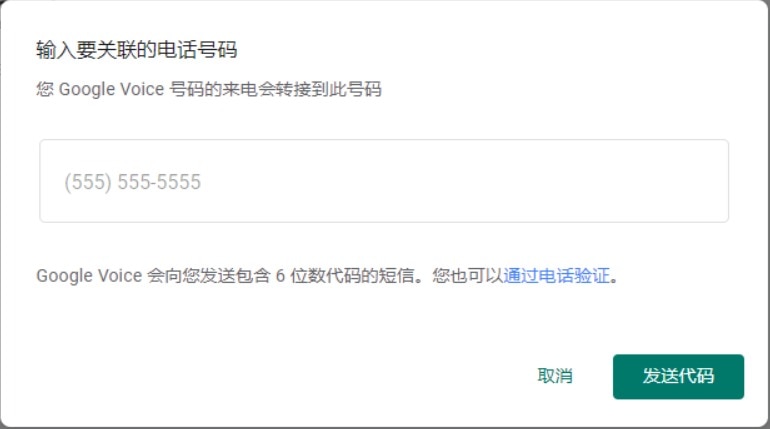 输入要关联的电话号码
您 Google Voice 号码的来电会转接到此号码
(555) 555-5555
Google Voice 会向您发送包含 6 位数代码的短信。您也可以通过电话验证。
取消
发送代码